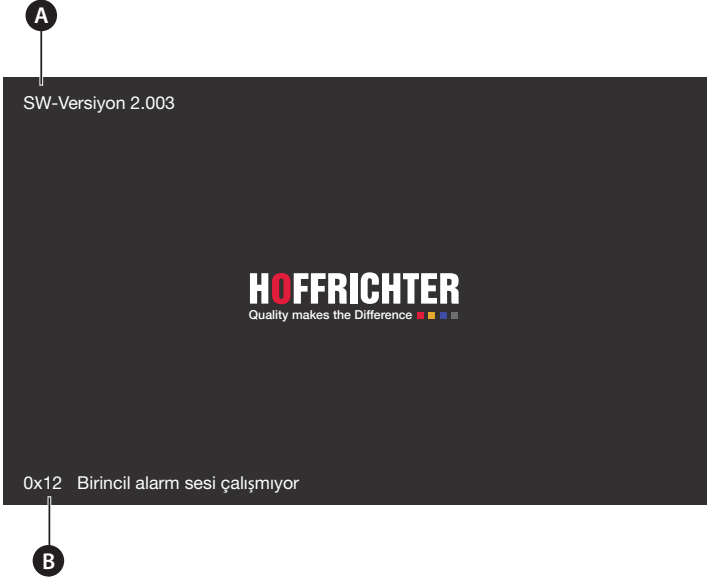 A
SW-Versiyon 2.003
HOFFRICHTER
Quality makes the Difference
0x12 Birincil alarm sesi çalışmıyor
B